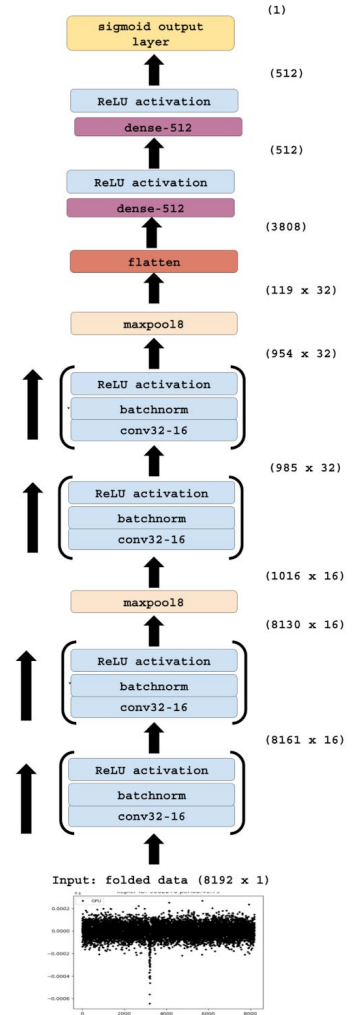 (1)
sigmoid output
layer
(512)
ReLU activation
dense-512
(512)
ReLU activation
dense-512
(3808)
flatten
(119 x 32)
maxpool8
(954 x 32)
ReLU activation
batchnorm
conv32-16
(985 x 32)
ReLU activation
batchnorm
conv32-16
(1016 x 16)
maxpool8
(8130 x 16)
ReLU activation
batchnorm
conv32-16
(8161 x 16)
ReLU activation
batchnorm
conv32-16
Input: folded data (8192 x 1)
GPU
0.0002
0.0000
-0.0002
-0.0004
-0.0006
0 2000 4000 6000 8000